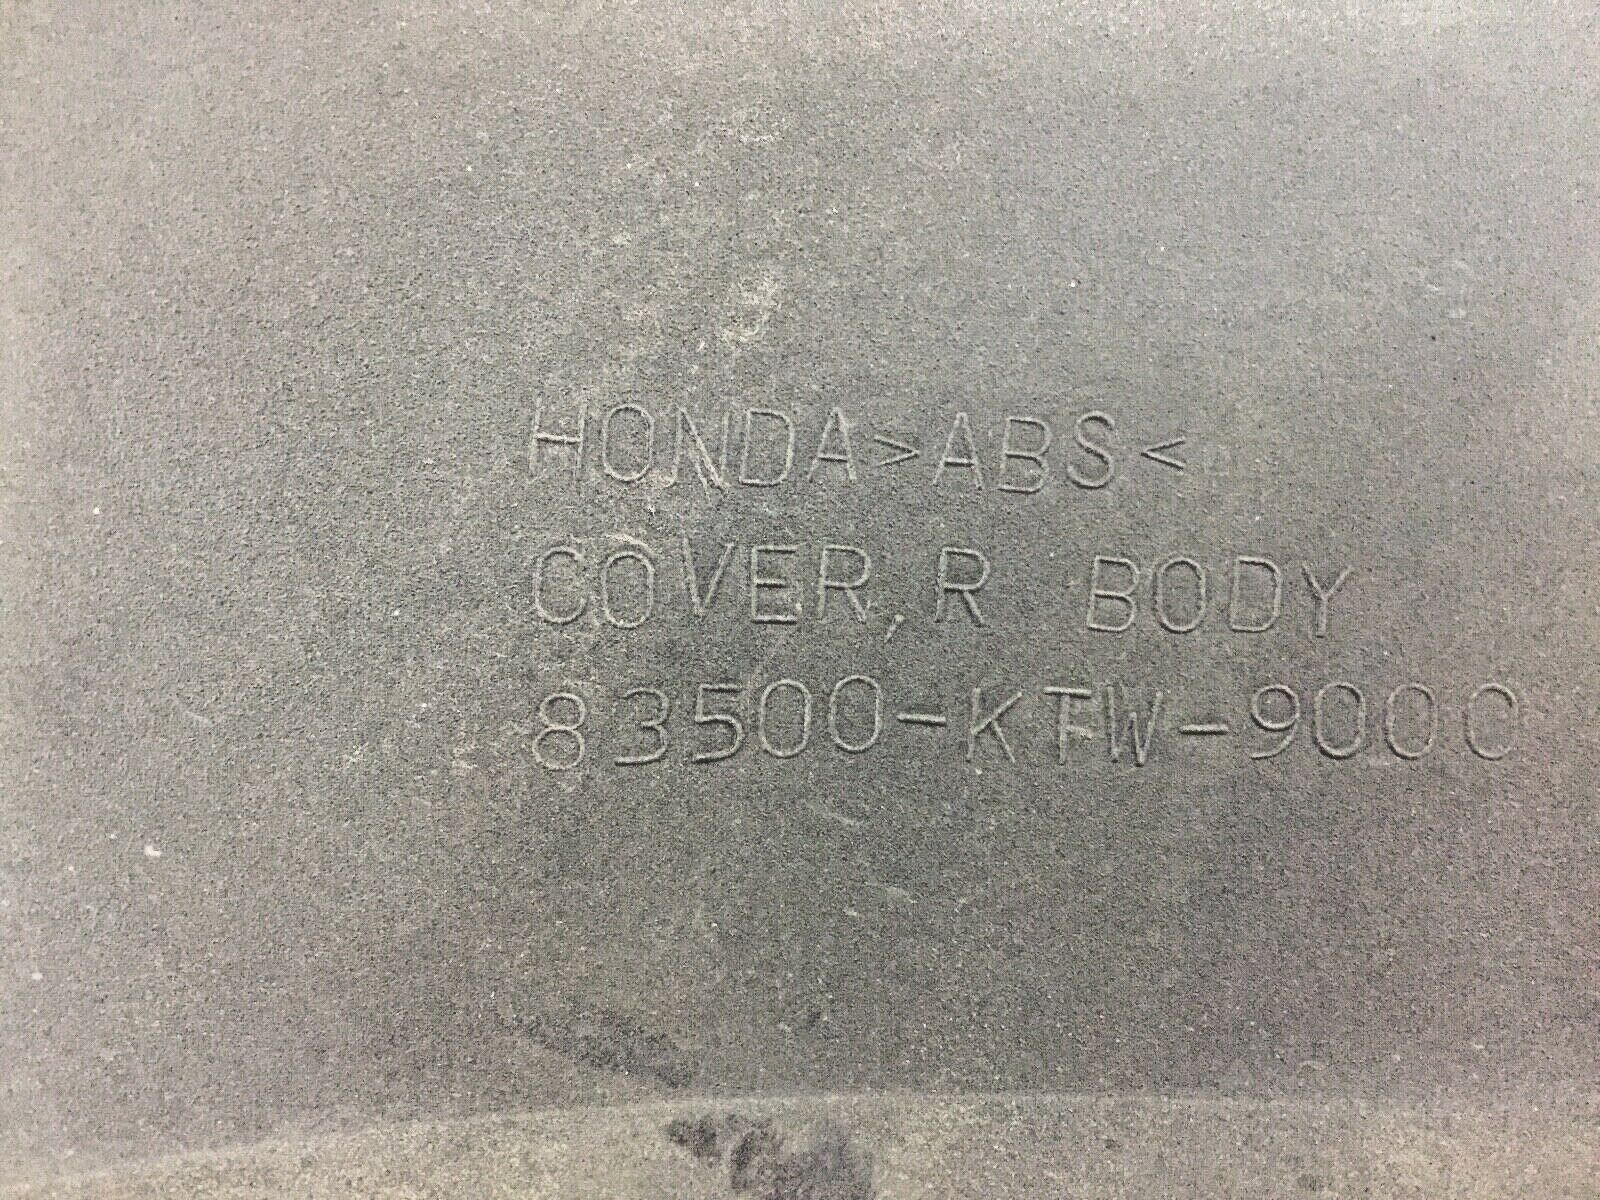 HONDA>ABS<
COVER,R BODY
83500-KTW-9000